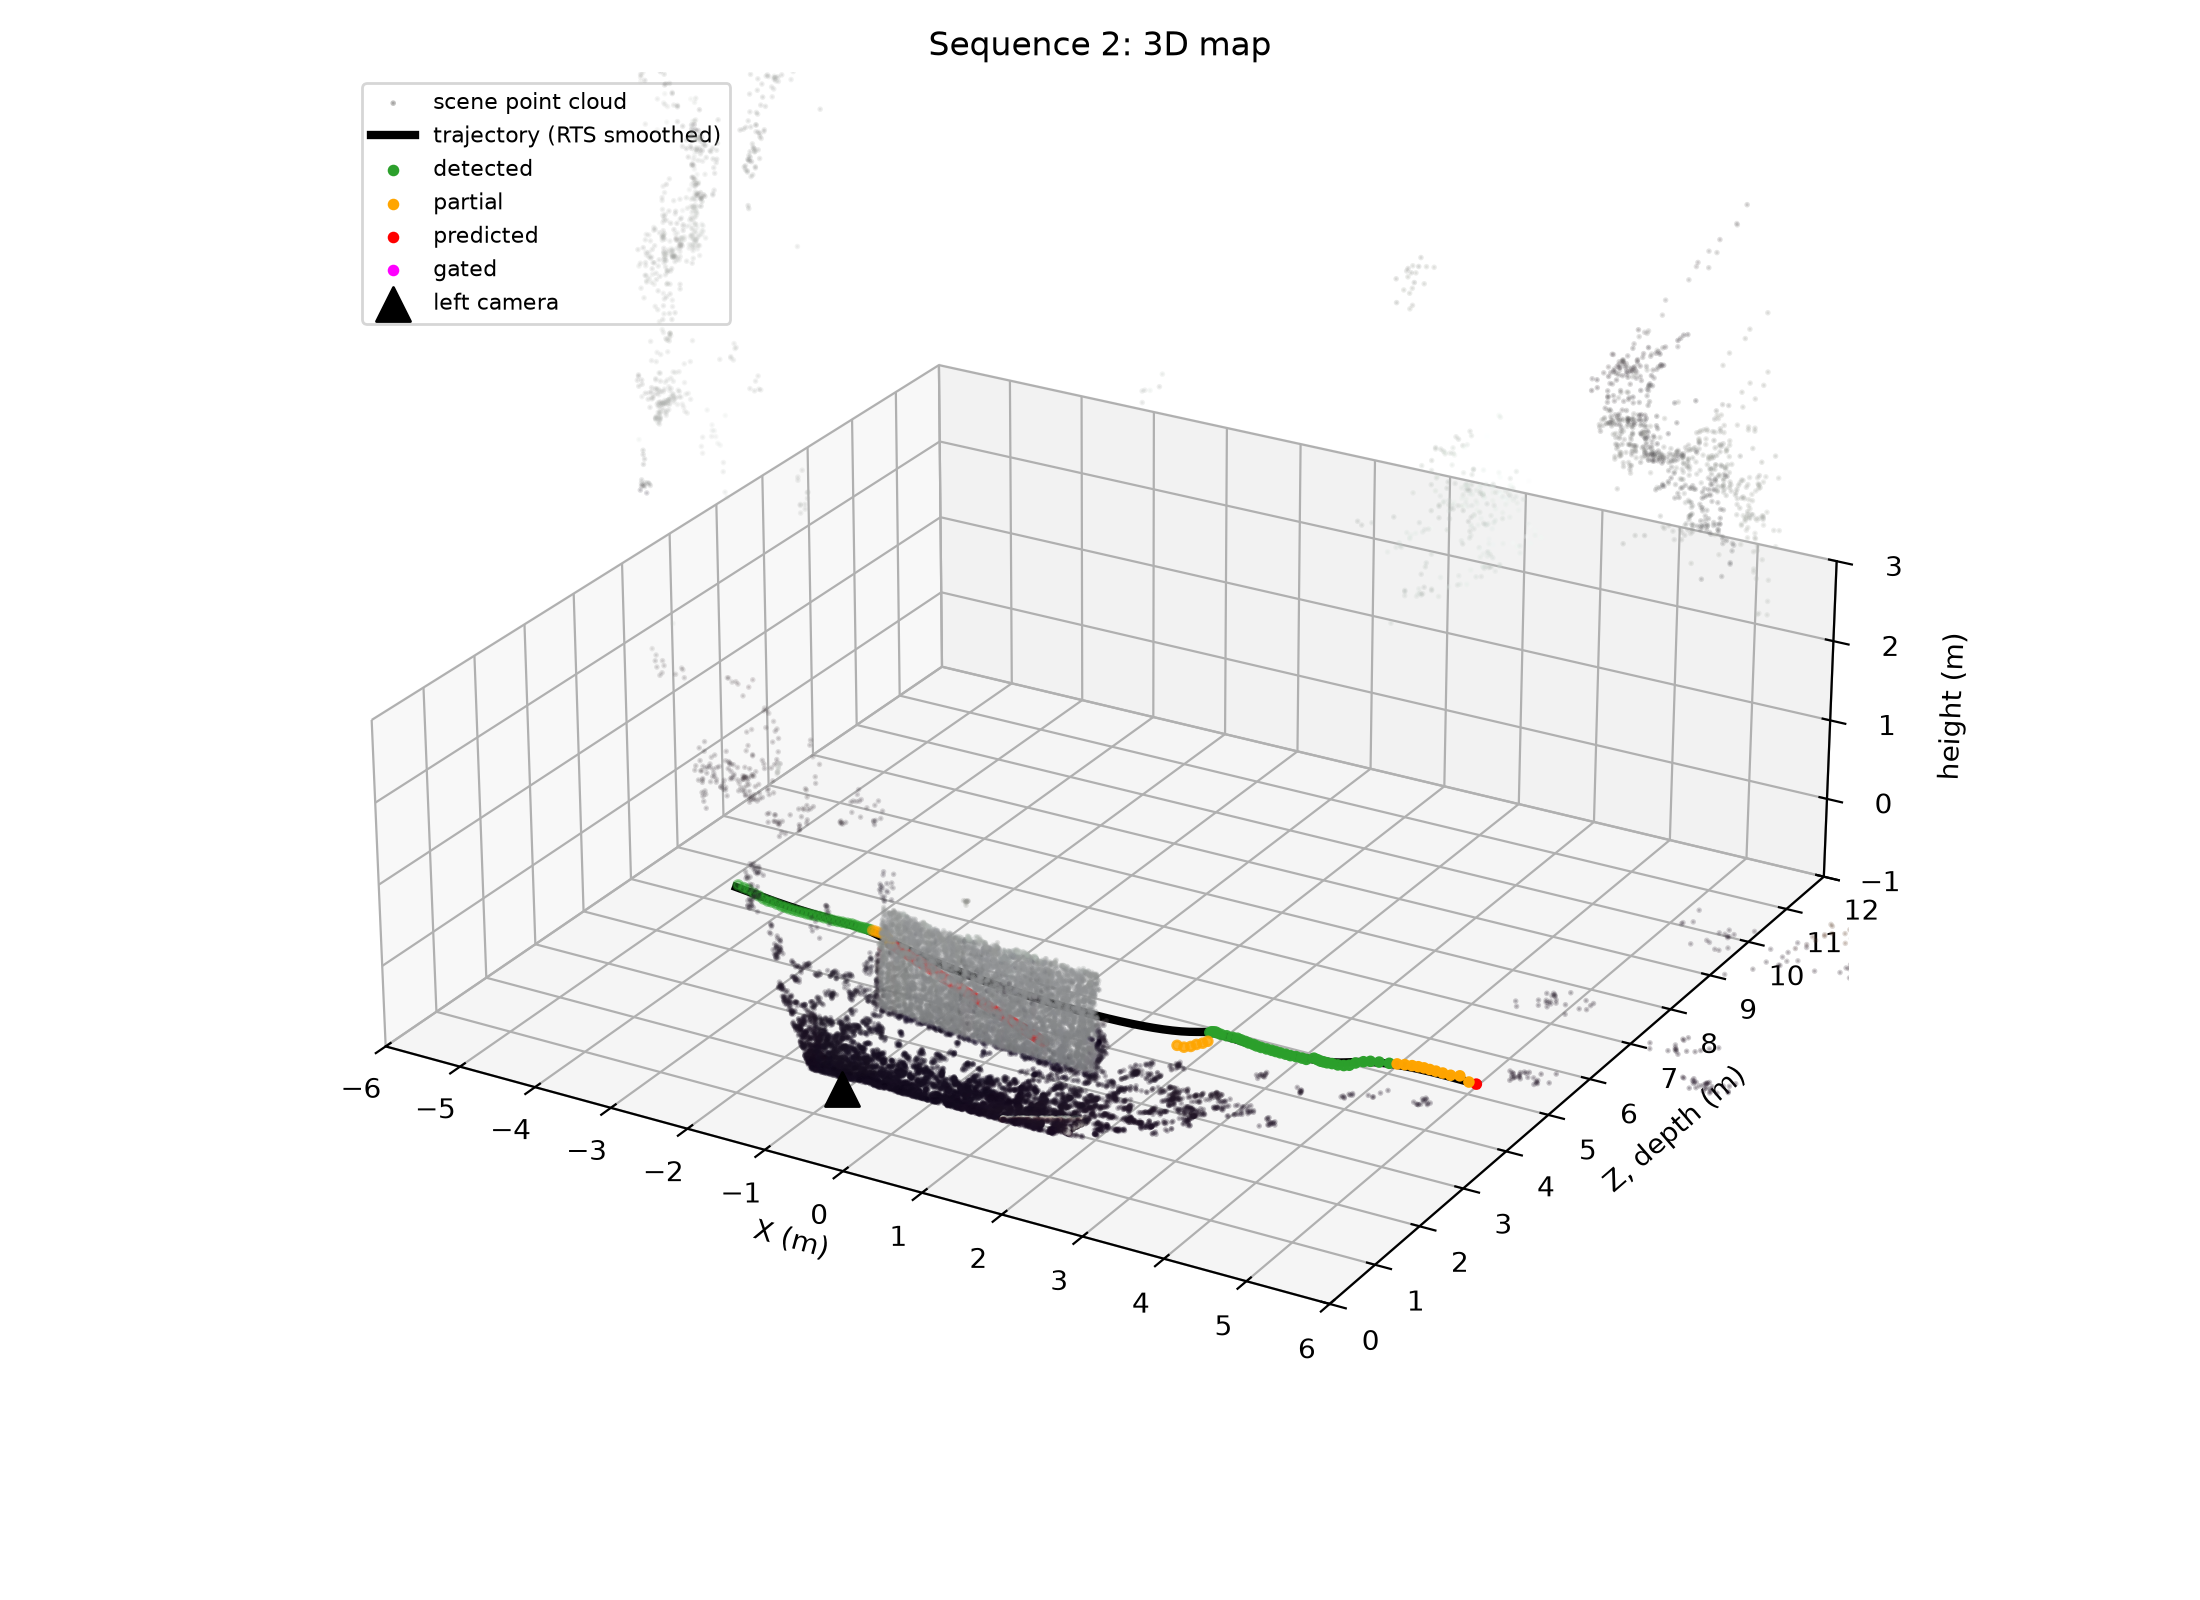 Sequence 2: 3D map
scene point cloud
trajectory (RTS smoothed)
detected
partial
predicted
gated
left camera
3
2
1
0
−1
height (m)
12
11
10
9
8
7
6
5
4
3
2
1
0
Z, depth (m)
−6
−5
−4
−3
−2
−1
0
1
2
3
4
5
6
X (m)